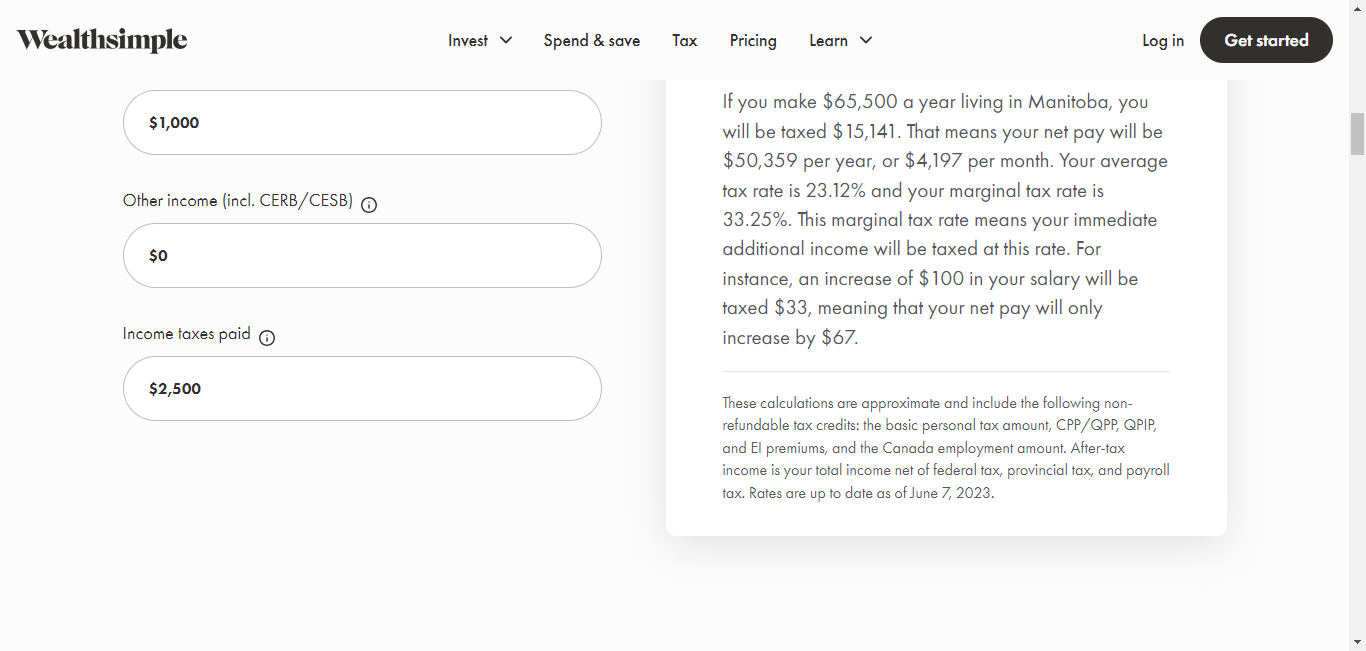 Wealthsimple
Invest
Spend & save
Tax
Pricing
Learn
Log in
Get started
$1,000
Other income (incl. CERB/CESB)
$0
Income taxes paid
$2,500
If you make $65,500 a year living in Manitoba, you
will be taxed $15,141. That means your net pay will be
$50,359 per year, or $4,197 per month. Your average
tax rate is 23.12% and your marginal tax rate is
33.25%. This marginal tax rate means your immediate
additional income will be taxed at this rate. For
instance, an increase of $100 in your salary will be
taxed $33, meaning that your net pay will only
increase by $67.
These calculations are approximate and include the following non-
refundable tax credits: the basic personal tax amount, CPP/QPP, QPIP,
and EI premiums, and the Canada employment amount. After-tax
income is your total income net of federal tax, provincial tax, and payroll
tax. Rates are up to date as of June 7, 2023.